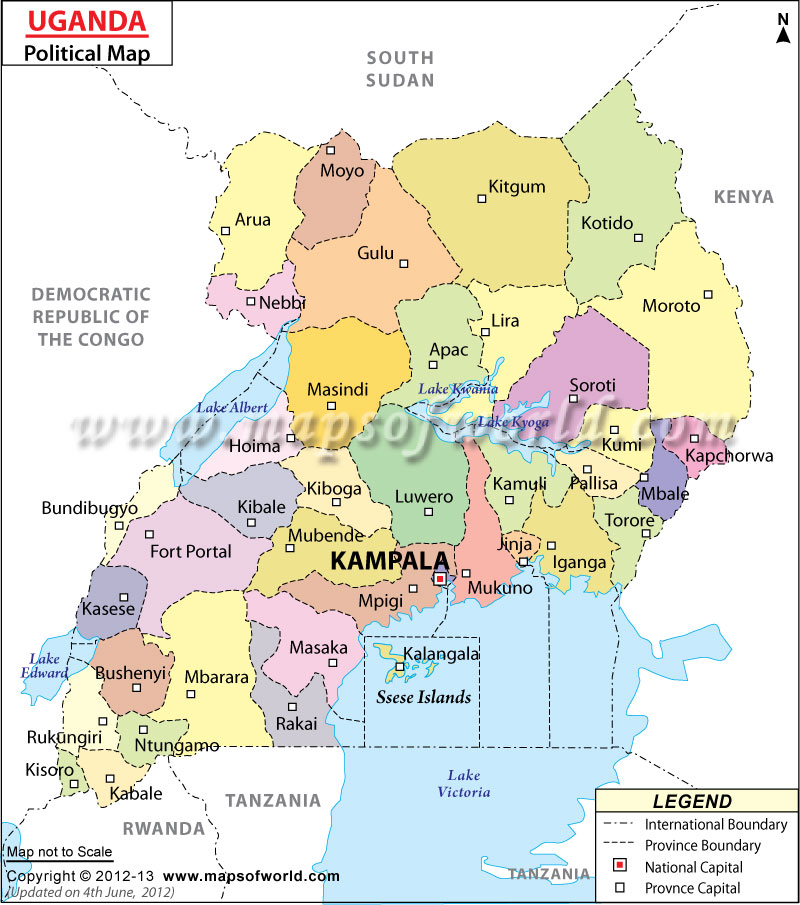 UGANDA
Political Map
N
SOUTH
SUDAN
KENYA
DEMOCRATIC
REPUBLIC OF
THE CONGO
Moyo
Arua
Kitgum
Kotido
Gulu
Nebbi
Moroto
Lira
Apac
Masindi
Soroti
Lake Kwania
Lake Albert
Lake Kyoga
www.mapsofworld.com
Hoima
Kumi
Kapchorwa
Kiboga
Kamuli
Pallisa
Mbale
Kibale
Luwero
Bundibugyo
Torore
Mubende
Fort Portal
Jinja
KAMPALA
Iganga
Mukuno
Mpigi
Kasese
Masaka
Kalangala
Lake
Edward
Bushenyi
Mbarara
Ssese Islands
Rakai
Rukungiri
Ntungamo
Kisoro
Kabale
Lake
Victoria
TANZANIA
RWANDA
TANZANIA
LEGEND
International Boundary
Province Boundary
National Capital
Provnce Capital
Map not to Scale
Copyright © 2012-13 www.mapsofworld.com
(Updated on 4th June, 2012)